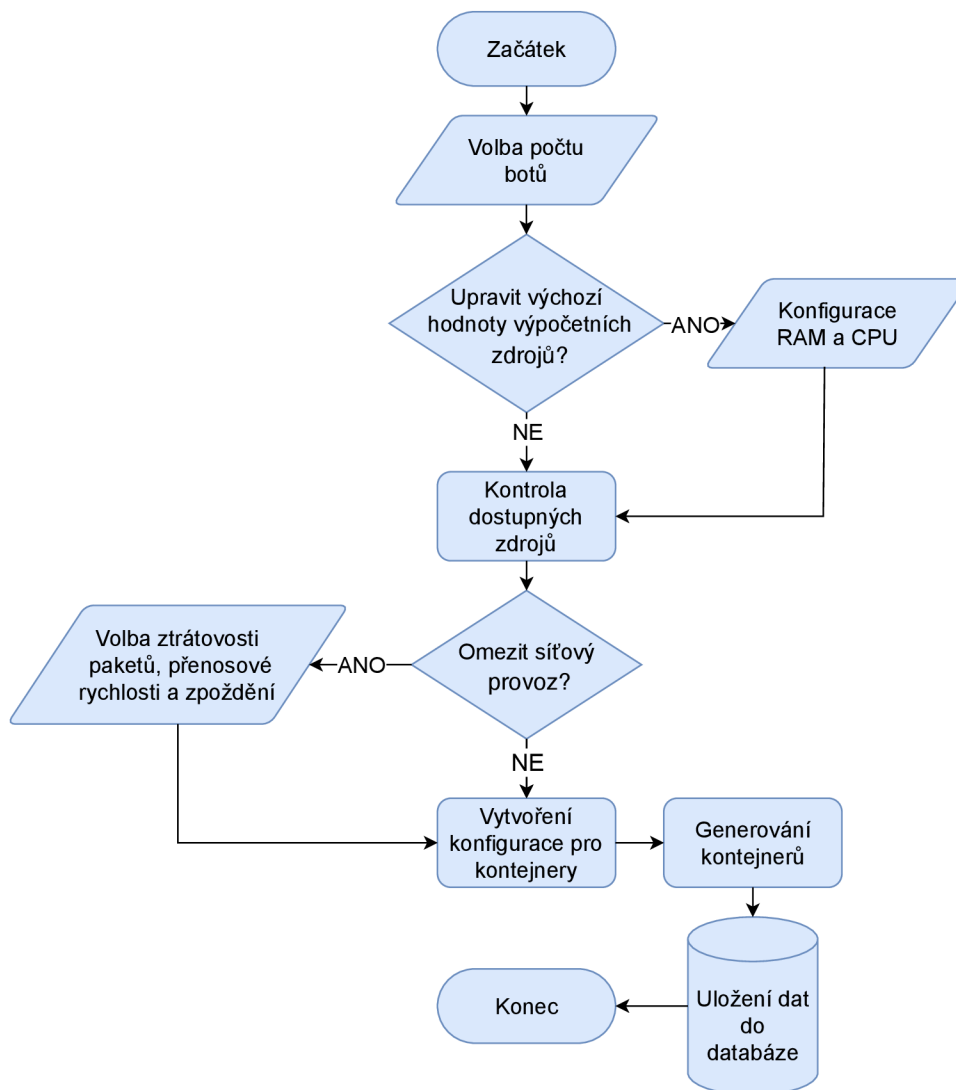 Začátek
Volba počtu
botů
Upravit výchozí
hodnoty výpočetních
zdrojů?
ANO
Konfigurace
RAM a CPU
NE
Kontrola
dostupných
zdrojů
Omezit síťový
provoz?
ANO
Volba ztrátovosti
paketů, přenosové
rychlosti a zpoždění
NE
Vytvoření
konfigurace pro
kontejnery
Generování
kontejnerů
Uložení dat
do
databáze
Konec